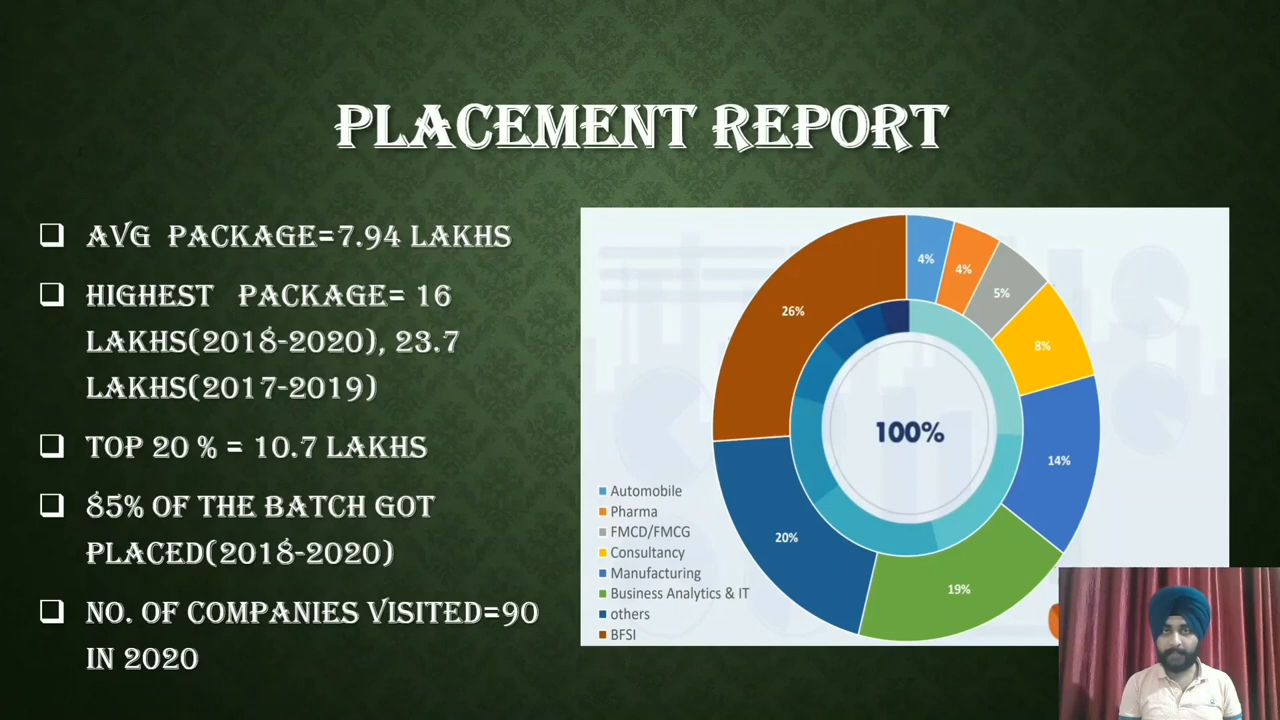 PLACEMENT REPORT
AVG PACKAGE=7.94 LAKHS
HIGHEST PACKAGE= 16
LAKHS(2018-2020), 23.7
LAKHS(2017-2019)
TOP 20 % = 10.7 LAKHS
85% OF THE BATCH GOT
PLACED(2018-2020)
NO. OF COMPANIES VISITED=90
IN 2020
4%
4%
5%
8%
14%
19%
20%
26%
100%
Automobile
Pharma
FMCD/FMCG
Consultancy
Manufacturing
Business Analytics & IT
others
BFSI